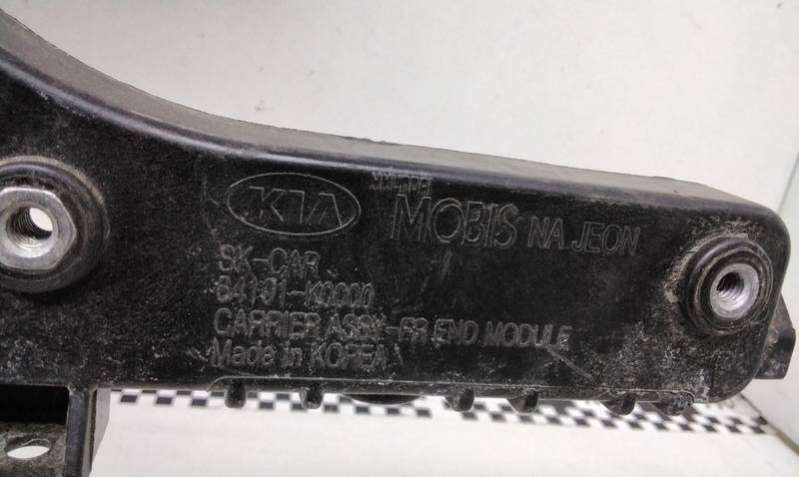 KIA
MOBIS NA JEON
SK-CAR
64101-K0000
CARRIER ASSY-FR END MODULE
Made in KOREA